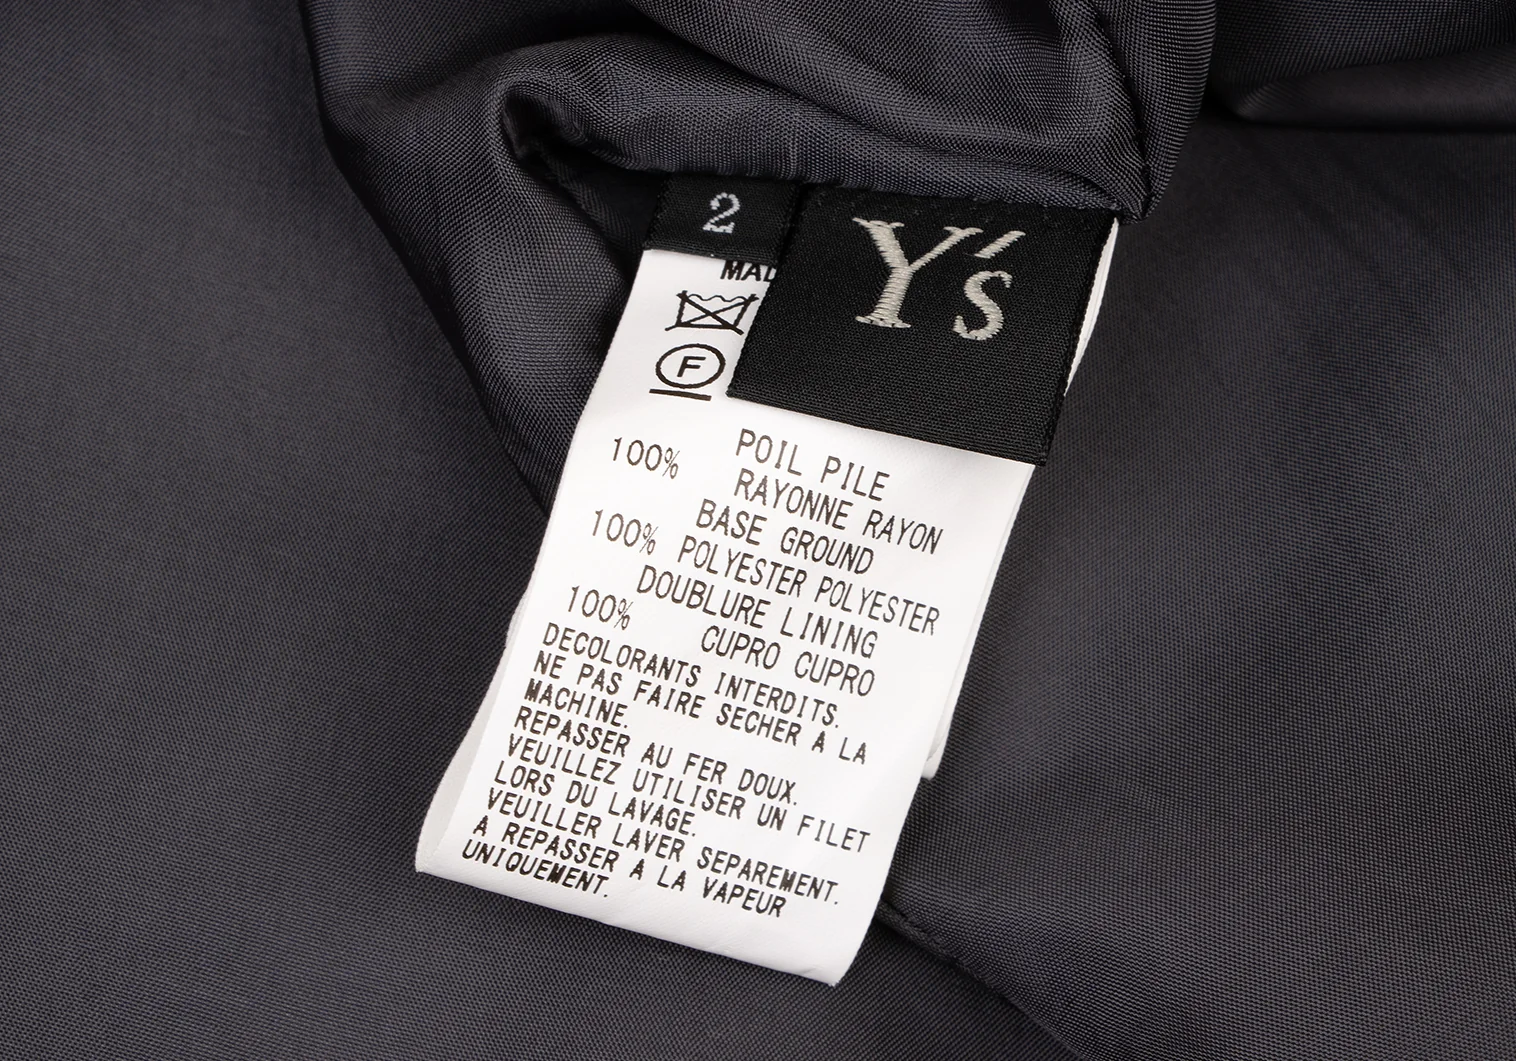 2
Y's
MAD
F
POIL PILE
100% RAYONNE RAYON
BASE GROUND
100% POLYESTER POLYESTER
DOUBLURE LINING
100% CUPRO CUPRO
DECOLORANTS INTERDITS.
NE PAS FAIRE SECHER A LA
MACHINE.
REPASSER AU FER DOUX.
VEUILLEZ UTILISER UN FILET
LORS DU LAVAGE.
VEUILLER LAVER SEPAREMENT.
A REPASSER A LA VAPEUR
UNIQUEMENT.